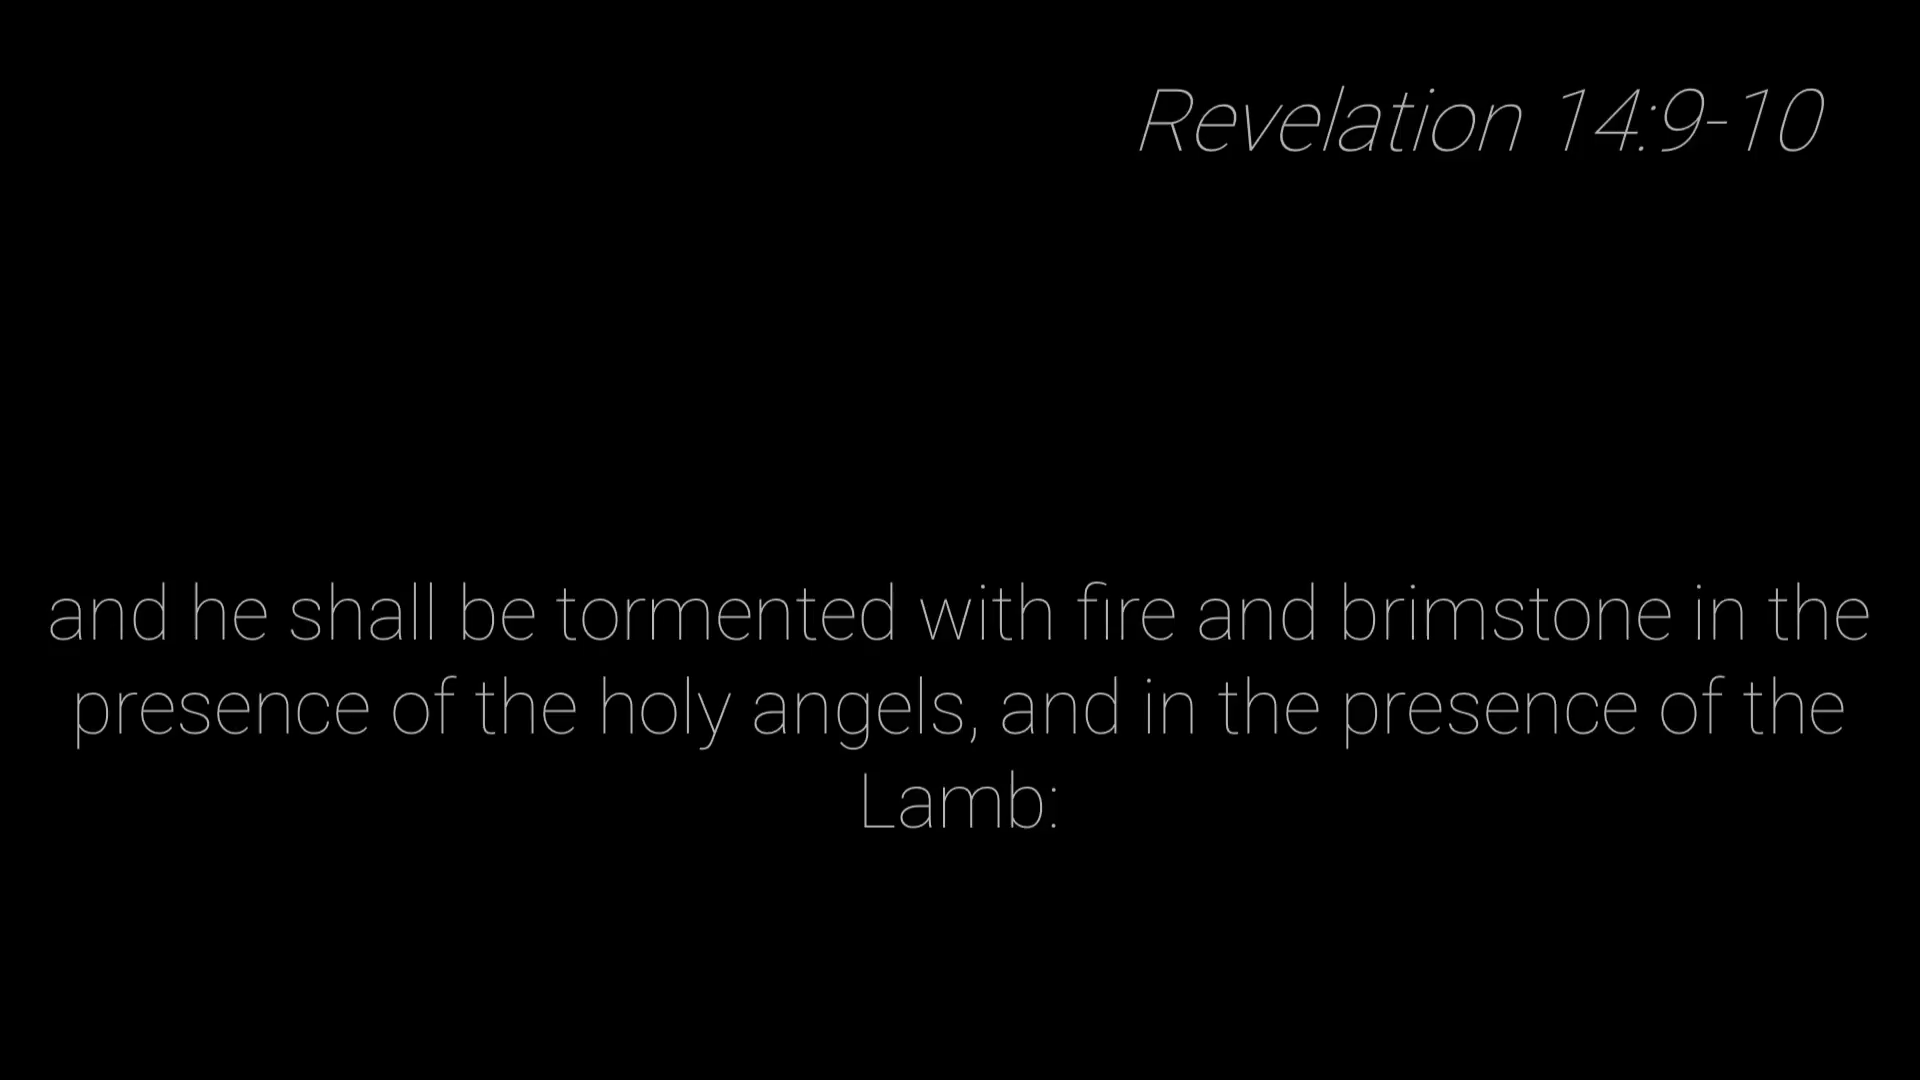 Revelation 14:9-10
and he shall be tormented with fire and brimstone in the
presence of the holy angels, and in the presence of the
Lamb: